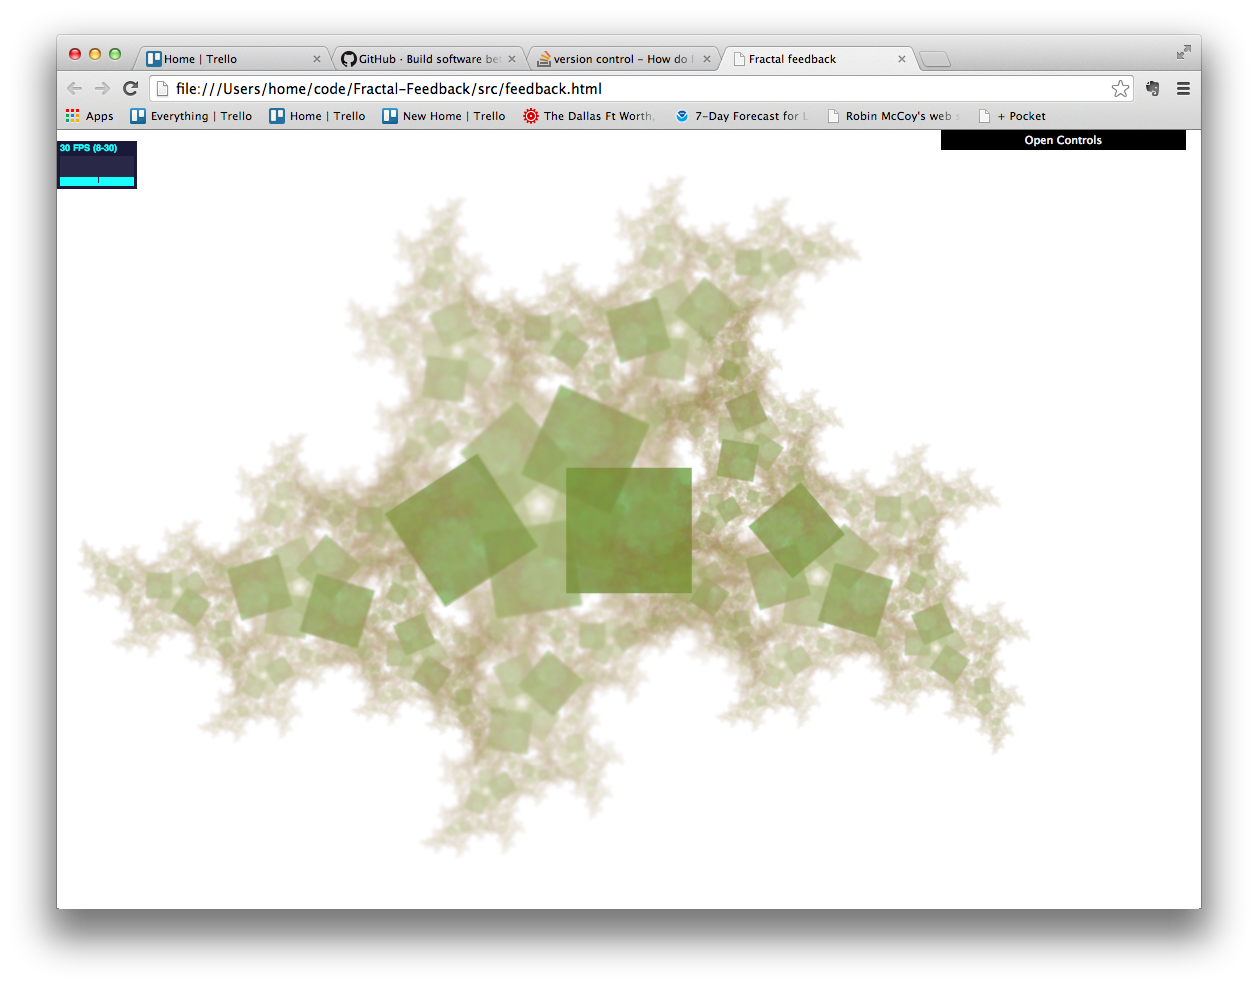 Home | Trello
GitHub · Build software be
version control – How do I
Fractal feedback
file:///Users/home/code/Fractal-Feedback/src/feedback.html
Apps
Everything | Trello
Home | Trello
New Home | Trello
The Dallas Ft Worth,
7-Day Forecast for L
Robin McCoy's web s
+ Pocket
30 FPS (8-30)
Open Controls